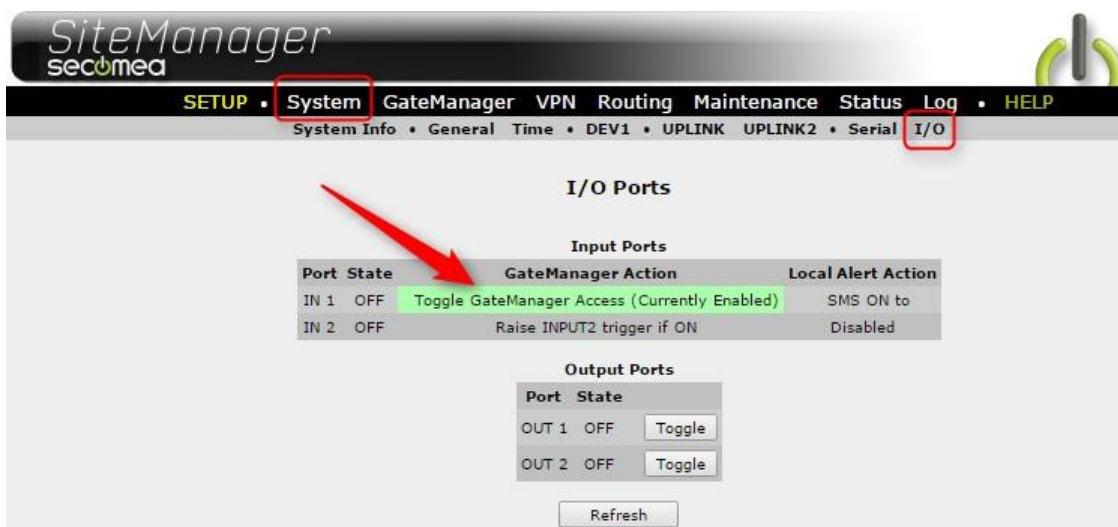 SiteManager
secomea
SETUP • System GateManager VPN Routing Maintenance Status Log • HELP
System Info • General Time • DEV1 • UPLINK UPLINK2 • Serial I/O
I/O Ports
Input Ports
Port State GateManager Action Local Alert Action
IN 1 OFF Toggle GateManager Access (Currently Enabled) SMS ON to
IN 2 OFF Raise INPUT2 trigger if ON Disabled
Output Ports
Port State
OUT 1 OFF Toggle
OUT 2 OFF Toggle
Refresh